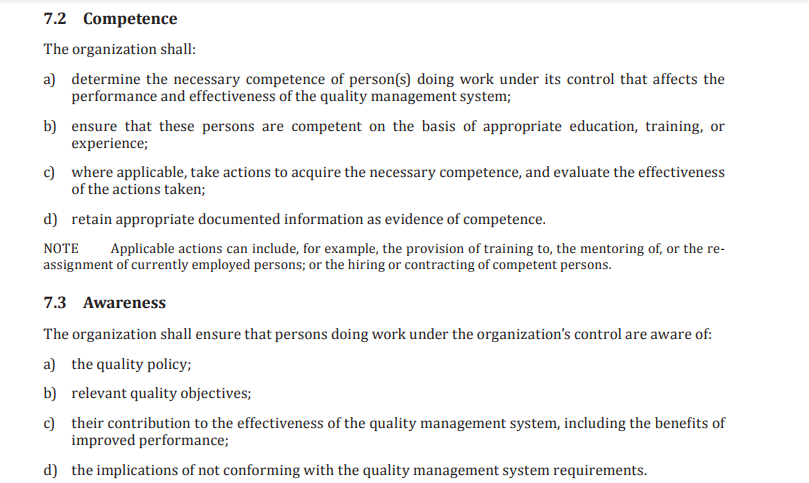 7.2 Competence
The organization shall:
a) determine the necessary competence of person(s) doing work under its control that affects the
performance and effectiveness of the quality management system;
b) ensure that these persons are competent on the basis of appropriate education, training, or
experience;
c) where applicable, take actions to acquire the necessary competence, and evaluate the effectiveness
of the actions taken;
d) retain appropriate documented information as evidence of competence.
NOTE Applicable actions can include, for example, the provision of training to, the mentoring of, or the re-
assignment of currently employed persons; or the hiring or contracting of competent persons.
7.3 Awareness
The organization shall ensure that persons doing work under the organization’s control are aware of:
a) the quality policy;
b) relevant quality objectives;
c) their contribution to the effectiveness of the quality management system, including the benefits of
improved performance;
d) the implications of not conforming with the quality management system requirements.